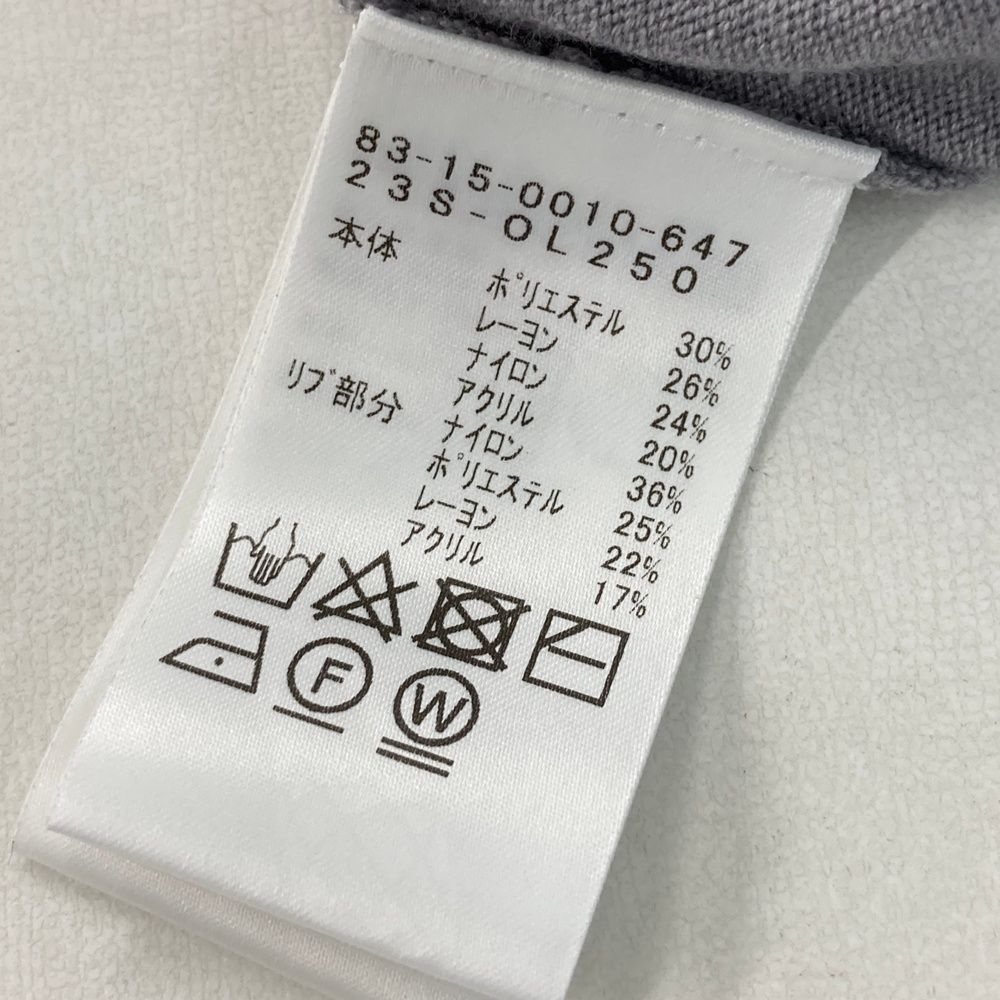 83-15-0010-647
23S-OL250
本体
ポリエステル 30%
レーヨン 26%
ナイロン 24%
アクリル 20%
リブ部分
ナイロン 36%
ポリエステル 25%
レーヨン 22%
アクリル 17%
F W